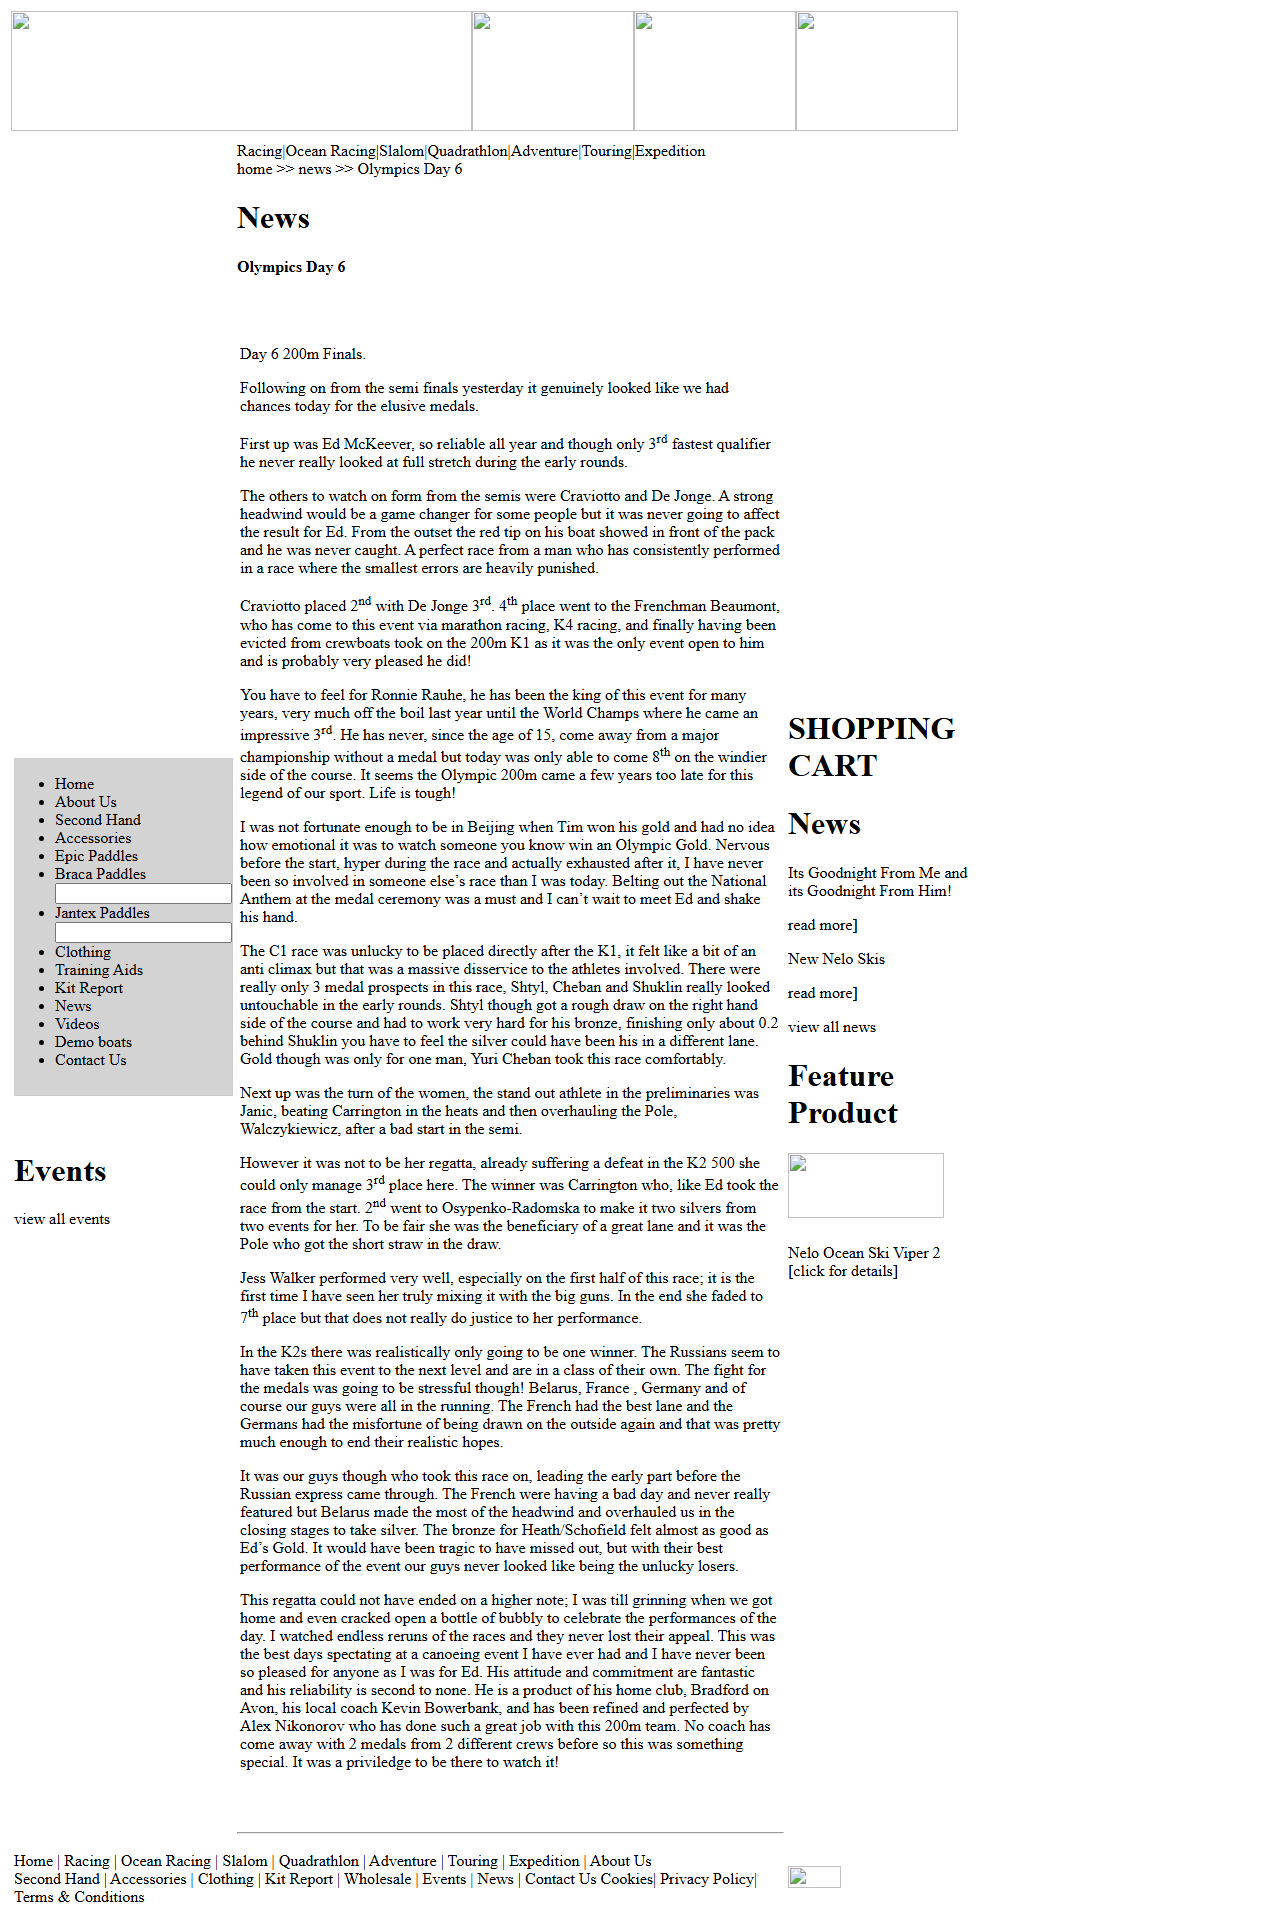 Racing|Ocean Racing|Slalom|Quadrathlon|Adventure|Touring|Expedition
home >> news >> Olympics Day 6
News
Olympics Day 6
Day 6 200m Finals.
Following on from the semi finals yesterday it genuinely looked like we had
chances today for the elusive medals.
First up was Ed McKeever, so reliable all year and though only 3rd fastest qualifier
he never really looked at full stretch during the early rounds.
The others to watch on form from the semis were Craviotto and De Jonge. A strong
headwind would be a game changer for some people but it was never going to affect
the result for Ed. From the outset the red tip on his boat showed in front of the pack
and he was never caught. A perfect race from a man who has consistently performed
in a race where the smallest errors are heavily punished.
Craviotto placed 2nd with De Jonge 3rd. 4th place went to the Frenchman Beaumont,
who has come to this event via marathon racing, K4 racing, and finally having been
evicted from crewboats took on the 200m K1 as it was the only event open to him
and is probably very pleased he did!
You have to feel for Ronnie Rauhe, he has been the king of this event for many
years, very much off the boil last year until the World Champs where he came an
impressive 3rd. He has never, since the age of 15, come away from a major
championship without a medal but today was only able to come 8th on the windier
side of the course. It seems the Olympic 200m came a few years too late for this
legend of our sport. Life is tough!
I was not fortunate enough to be in Beijing when Tim won his gold and had no idea
how emotional it was to watch someone you know win an Olympic Gold. Nervous
before the start, hyper during the race and actually exhausted after it, I have never
been so involved in someone else’s race than I was today. Belting out the National
Anthem at the medal ceremony was a must and I can’t wait to meet Ed and shake
his hand.
The C1 race was unlucky to be placed directly after the K1, it felt like a bit of an
anti climax but that was a massive disservice to the athletes involved. There were
really only 3 medal prospects in this race, Shtyl, Cheban and Shuklin really looked
untouchable in the early rounds. Shtyl though got a rough draw on the right hand
side of the course and had to work very hard for his bronze, finishing only about 0.2
behind Shuklin you have to feel the silver could have been his in a different lane.
Gold though was only for one man, Yuri Cheban took this race comfortably.
Next up was the turn of the women, the stand out athlete in the preliminaries was
Janic, beating Carrington in the heats and then overhauling the Pole,
Walczykiewicz, after a bad start in the semi.
However it was not to be her regatta, already suffering a defeat in the K2 500 she
could only manage 3rd place here. The winner was Carrington who, like Ed took the
race from the start. 2nd went to Osypenko-Radomska to make it two silvers from
two events for her. To be fair she was the beneficiary of a great lane and it was the
Pole who got the short straw in the draw.
Jess Walker performed very well, especially on the first half of this race; it is the
first time I have seen her truly mixing it with the big guns. In the end she faded to
7th place but that does not really do justice to her performance.
In the K2s there was realistically only going to be one winner. The Russians seem to
have taken this event to the next level and are in a class of their own. The fight for
the medals was going to be stressful though! Belarus, France , Germany and of
course our guys were all in the running. The French had the best lane and the
Germans had the misfortune of being drawn on the outside again and that was pretty
much enough to end their realistic hopes.
It was our guys though who took this race on, leading the early part before the
Russian express came through. The French were having a bad day and never really
featured but Belarus made the most of the headwind and overhauled us in the
closing stages to take silver. The bronze for Heath/Schofield felt almost as good as
Ed’s Gold. It would have been tragic to have missed out, but with their best
performance of the event our guys never looked like being the unlucky losers.
This regatta could not have ended on a higher note; I was till grinning when we got
home and even cracked open a bottle of bubbly to celebrate the performances of the
day. I watched endless reruns of the races and they never lost their appeal. This was
the best days spectating at a canoeing event I have ever had and I have never been
so pleased for anyone as I was for Ed. His attitude and commitment are fantastic
and his reliability is second to none. He is a product of his home club, Bradford on
Avon, his local coach Kevin Bowerbank, and has been refined and perfected by
Alex Nikonorov who has done such a great job with this 200m team. No coach has
come away with 2 medals from 2 different crews before so this was something
special. It was a priviledge to be there to watch it!
Home
About Us
Second Hand
Accessories
Epic Paddles
Braca Paddles
Jantex Paddles
Clothing
Training Aids
Kit Report
News
Videos
Demo boats
Contact Us
Events
view all events
SHOPPING
CART
News
Its Goodnight From Me and
its Goodnight From Him!
read more]
New Nelo Skis
read more]
view all news
Feature
Product
Nelo Ocean Ski Viper 2
[click for details]
Home | Racing | Ocean Racing | Slalom | Quadrathlon | Adventure | Touring | Expedition | About Us
Second Hand | Accessories | Clothing | Kit Report | Wholesale | Events | News | Contact Us Cookies| Privacy Policy|
Terms & Conditions